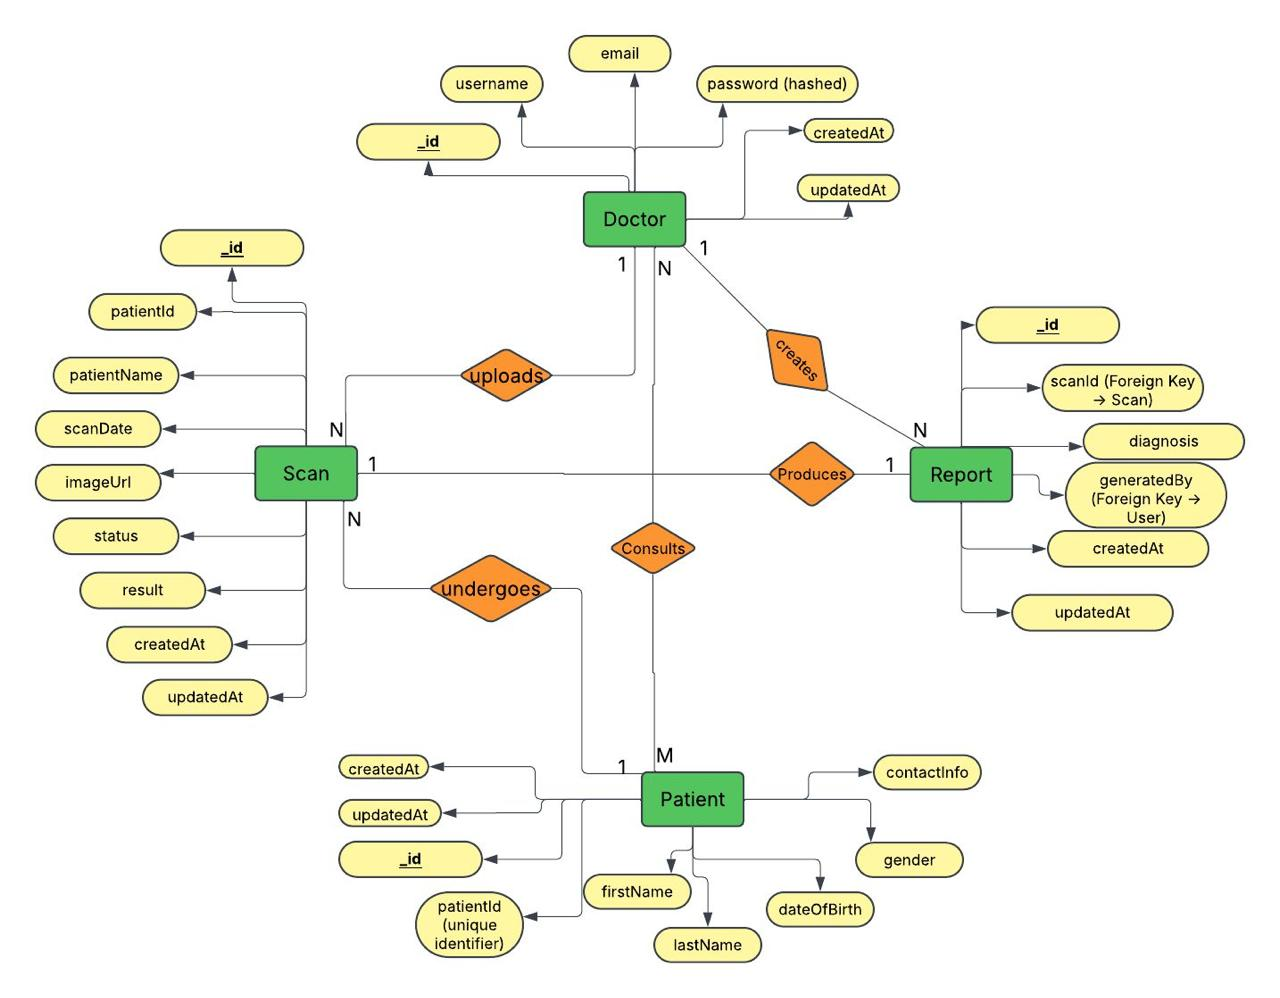 email
username
password (hashed)
createdAt
_id
updatedAt
Doctor
1
N
1
_id
patientId
patientName
scanDate
imageUrl
status
result
createdAt
updatedAt
uploads
N
Scan
1
N
creates
N
Produces
1
Report
_id
scanId (Foreign Key
→ Scan)
diagnosis
generatedBy
(Foreign Key →
User)
createdAt
updatedAt
Consults
undergoes
M
1
Patient
createdAt
updatedAt
_id
patientId
(unique
identifier)
firstName
lastName
dateOfBirth
gender
contactInfo